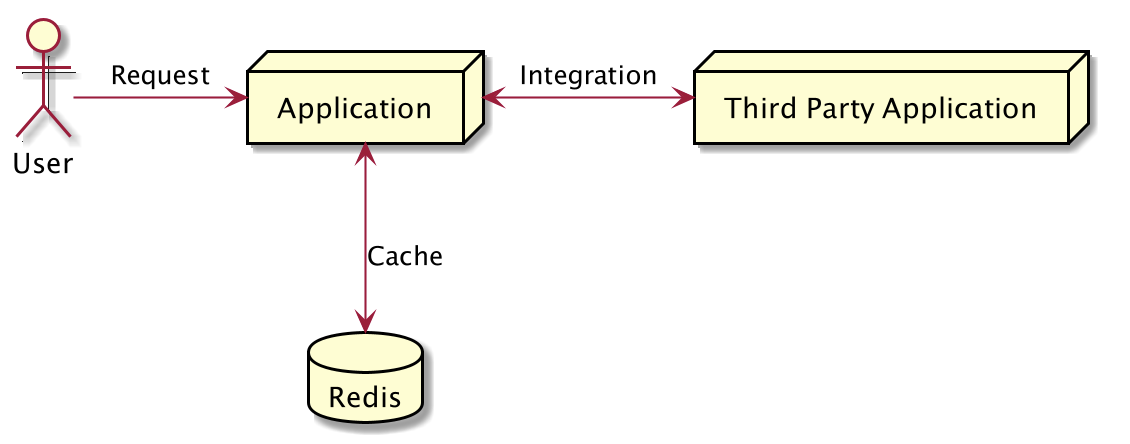 Request
Integration
Application
Third Party Application
User
Cache
Redis